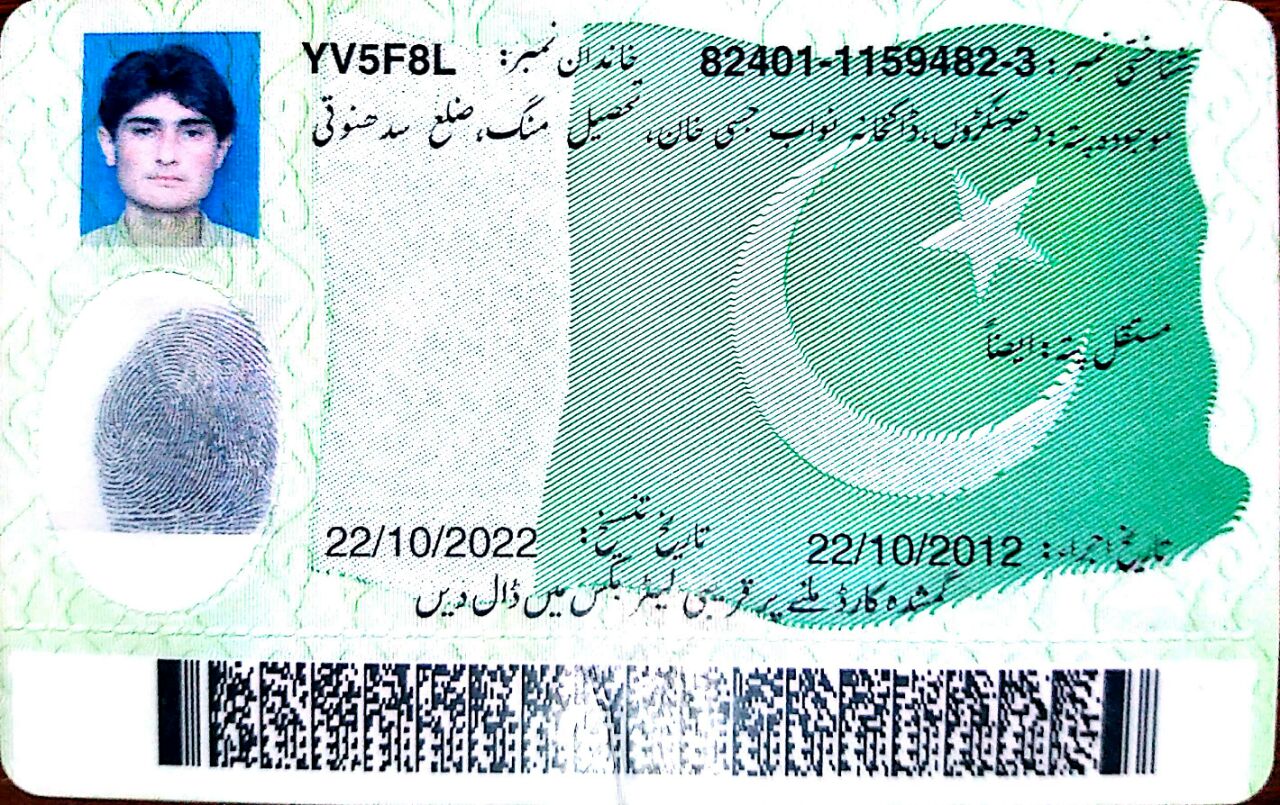 شناختی نمبر: 82401-1159482-3 خاندان نمبر: YV5F8L
موجودہ پتہ: دھینگڑوں، ڈاکخانہ نواب جسی خان، تحصیل منگ، ضلع سدھنوتی
مستقل پتہ: ایضاً
تاریخ اجراء: 22/10/2012 تاریخ تنسیخ: 22/10/2022
گمشدہ کارڈ ملنے پر قریبی لیٹر بکس میں ڈال دیں